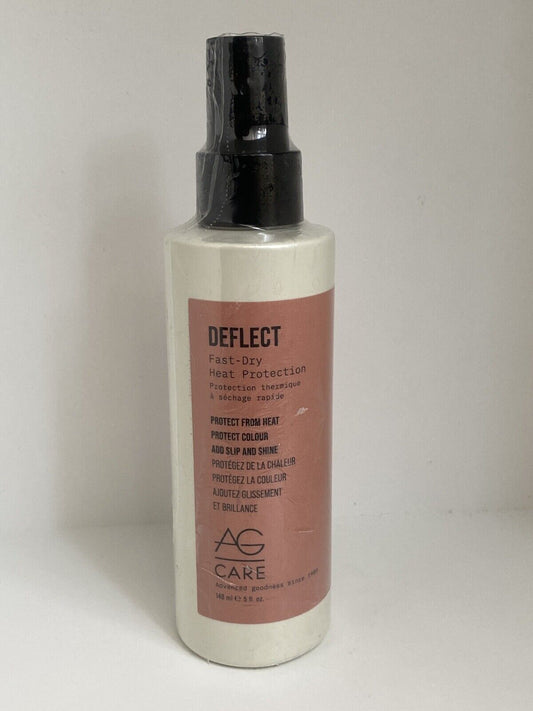 DEFLECT
Fast-Dry
Heat Protection
Protection thermique
à séchage rapide
PROTECT FROM HEAT
PROTECT COLOUR
ADD SLIP AND SHINE
PROTÉGEZ DE LA CHALEUR
PROTÉGEZ LA COULEUR
AJOUTEZ GLISSEMENT
ET BRILLANCE
AG
CARE
Advanced goodness since 1989
148 ml ℮ 5 fl. oz.